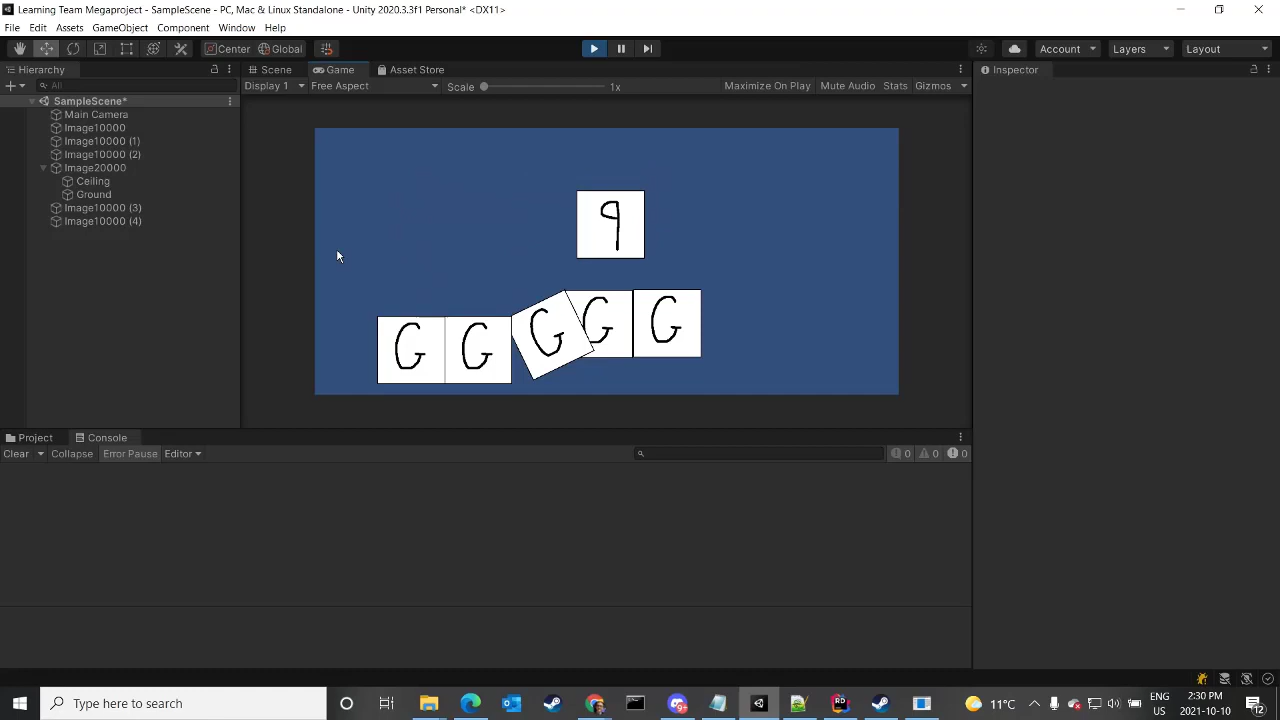 Learning Team Megaproject - SampleScene - PC, Mac & Linux Standalone - Unity 2020.3.3f1 Personal* <DX11>
File Edit Assets GameObject Component Window Help
Center Global Account Layers Layout
Hierarchy Scene Game Asset Store Inspector
All Display 1 Free Aspect Scale 1x Maximize On Play Mute Audio Stats Gizmos
SampleScene*
Main Camera
Image10000
Image10000 (1)
Image10000 (2)
Image20000
Ceiling
Ground
Image10000 (3)
Image10000 (4)
9
G G G G G
Project Console
Clear Collapse Error Pause Editor 0 0 0
Type here to search 9+ RD 11°C ENG US 2:30 PM 2021-10-10 2